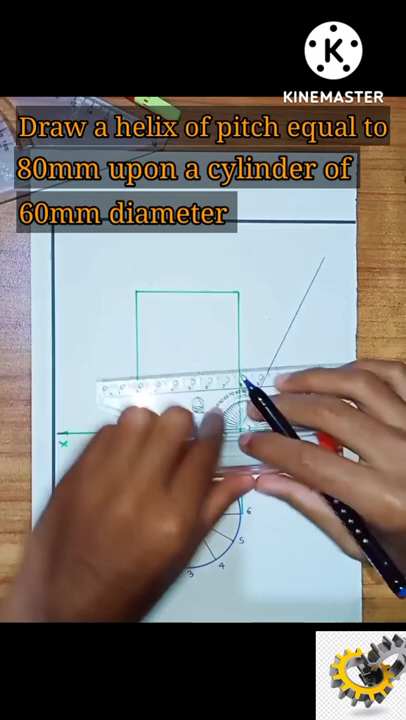 KINEMASTER
Draw a helix of pitch equal to
80mm upon a cylinder of
60mm diameter
X
6
5
4
3